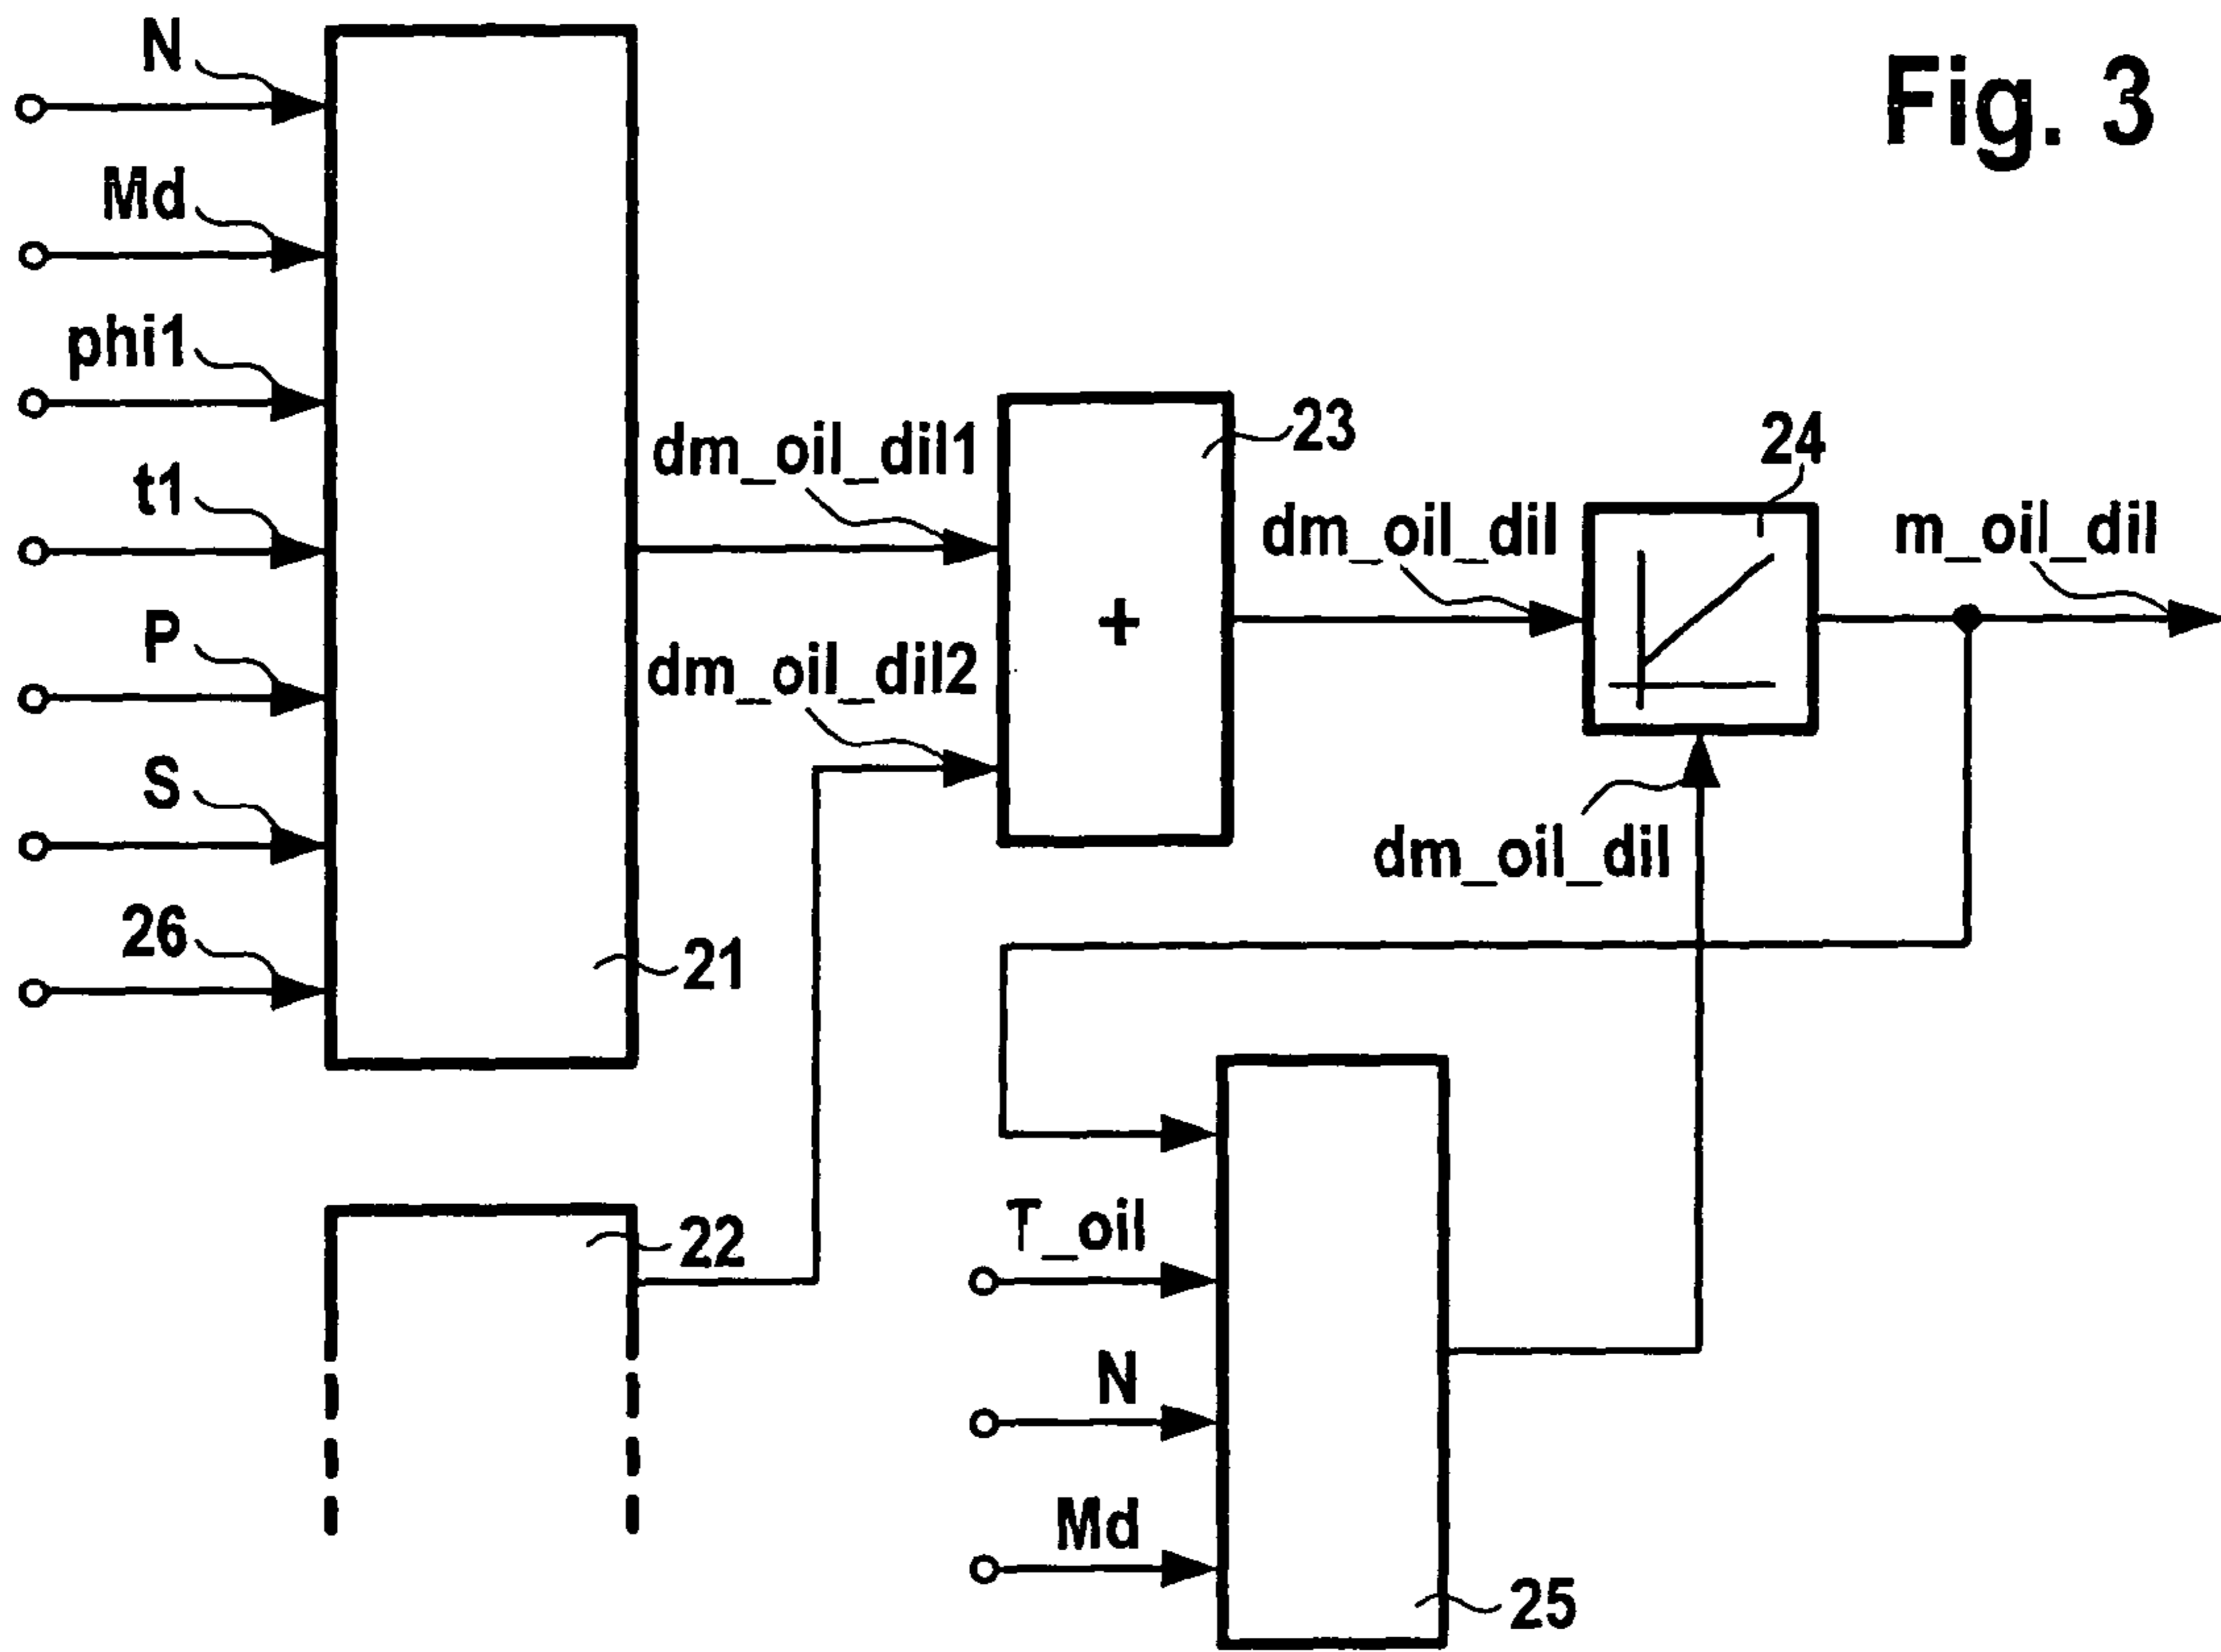 Fig. 3
N
Md
phi1
t1
P
S
26
21
22
dm_oil_dil1
dm_oil_dil2
+
23
dm_oil_dil
24
m_oil_dil
dm_oil_dil
T_oil
N
Md
25